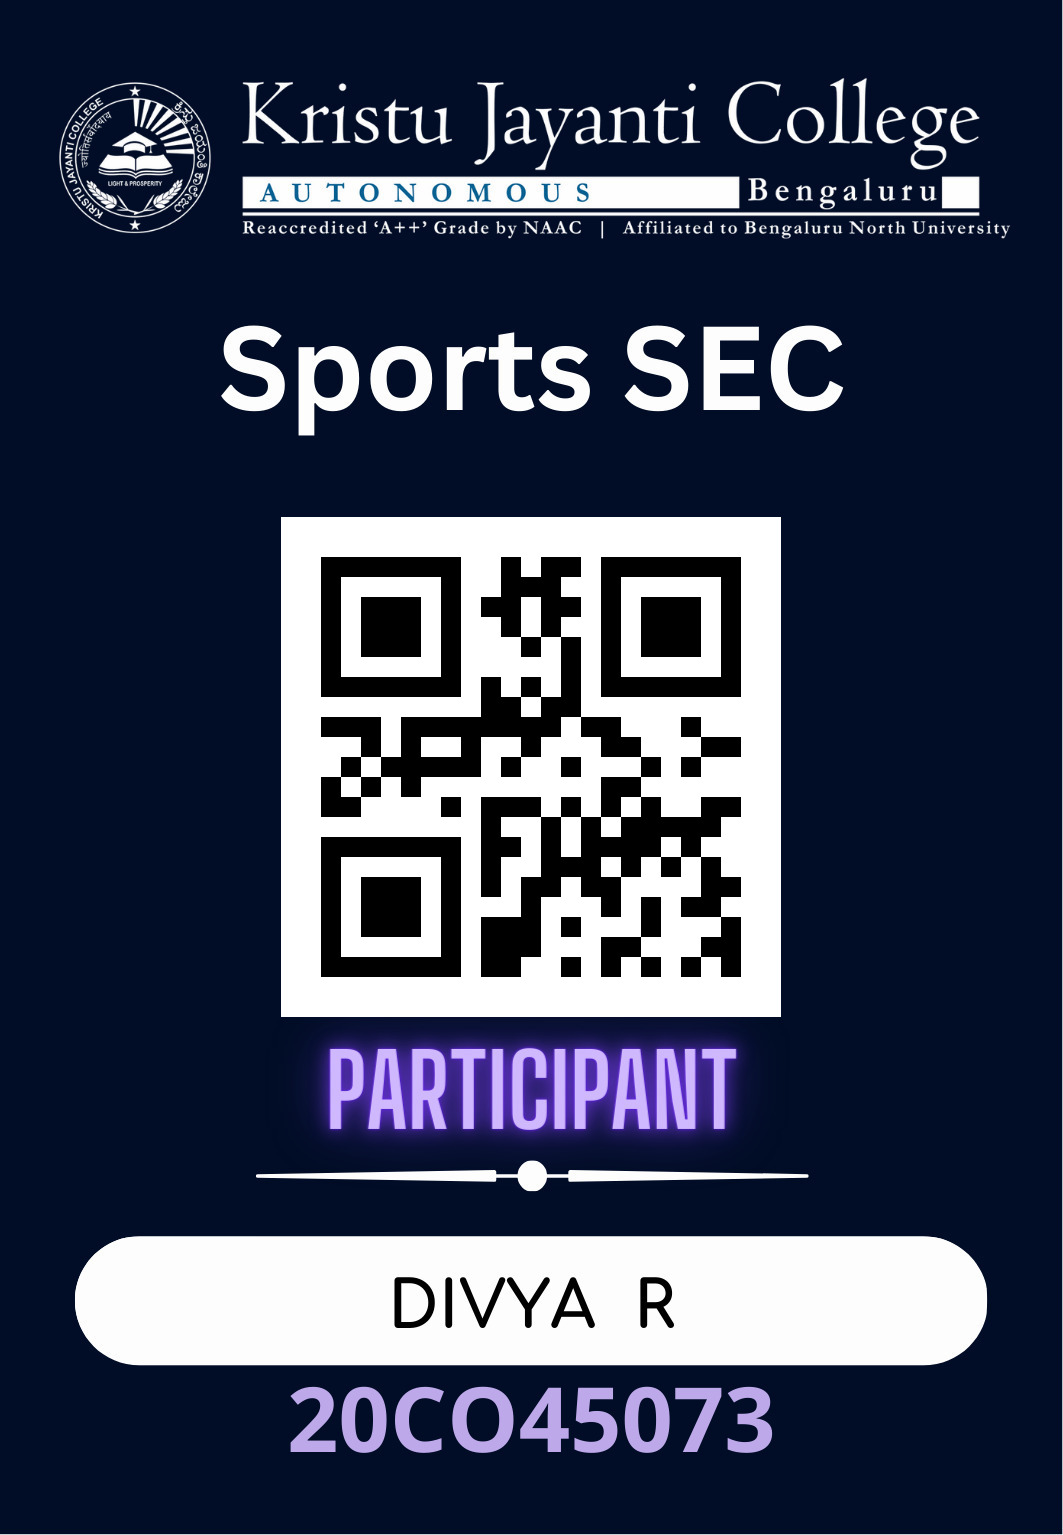 KRISTU JAYANTI COLLEGE
ज्योतिसंवादयाय
LIGHT & PROSPERITY
Kristu Jayanti College
AUTONOMOUS Bengaluru
Reaccredited ‘A++’ Grade by NAAC | Affiliated to Bengaluru North University
Sports SEC
PARTICIPANT
DIVYA R
20CO45073